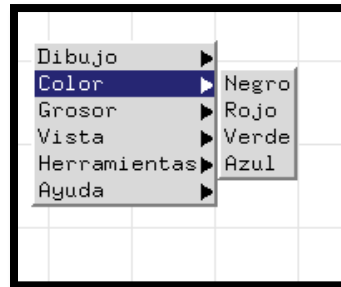 Dibujo
Color
Grosor
Vista
Herramientas
Ayuda
Negro
Rojo
Verde
Azul